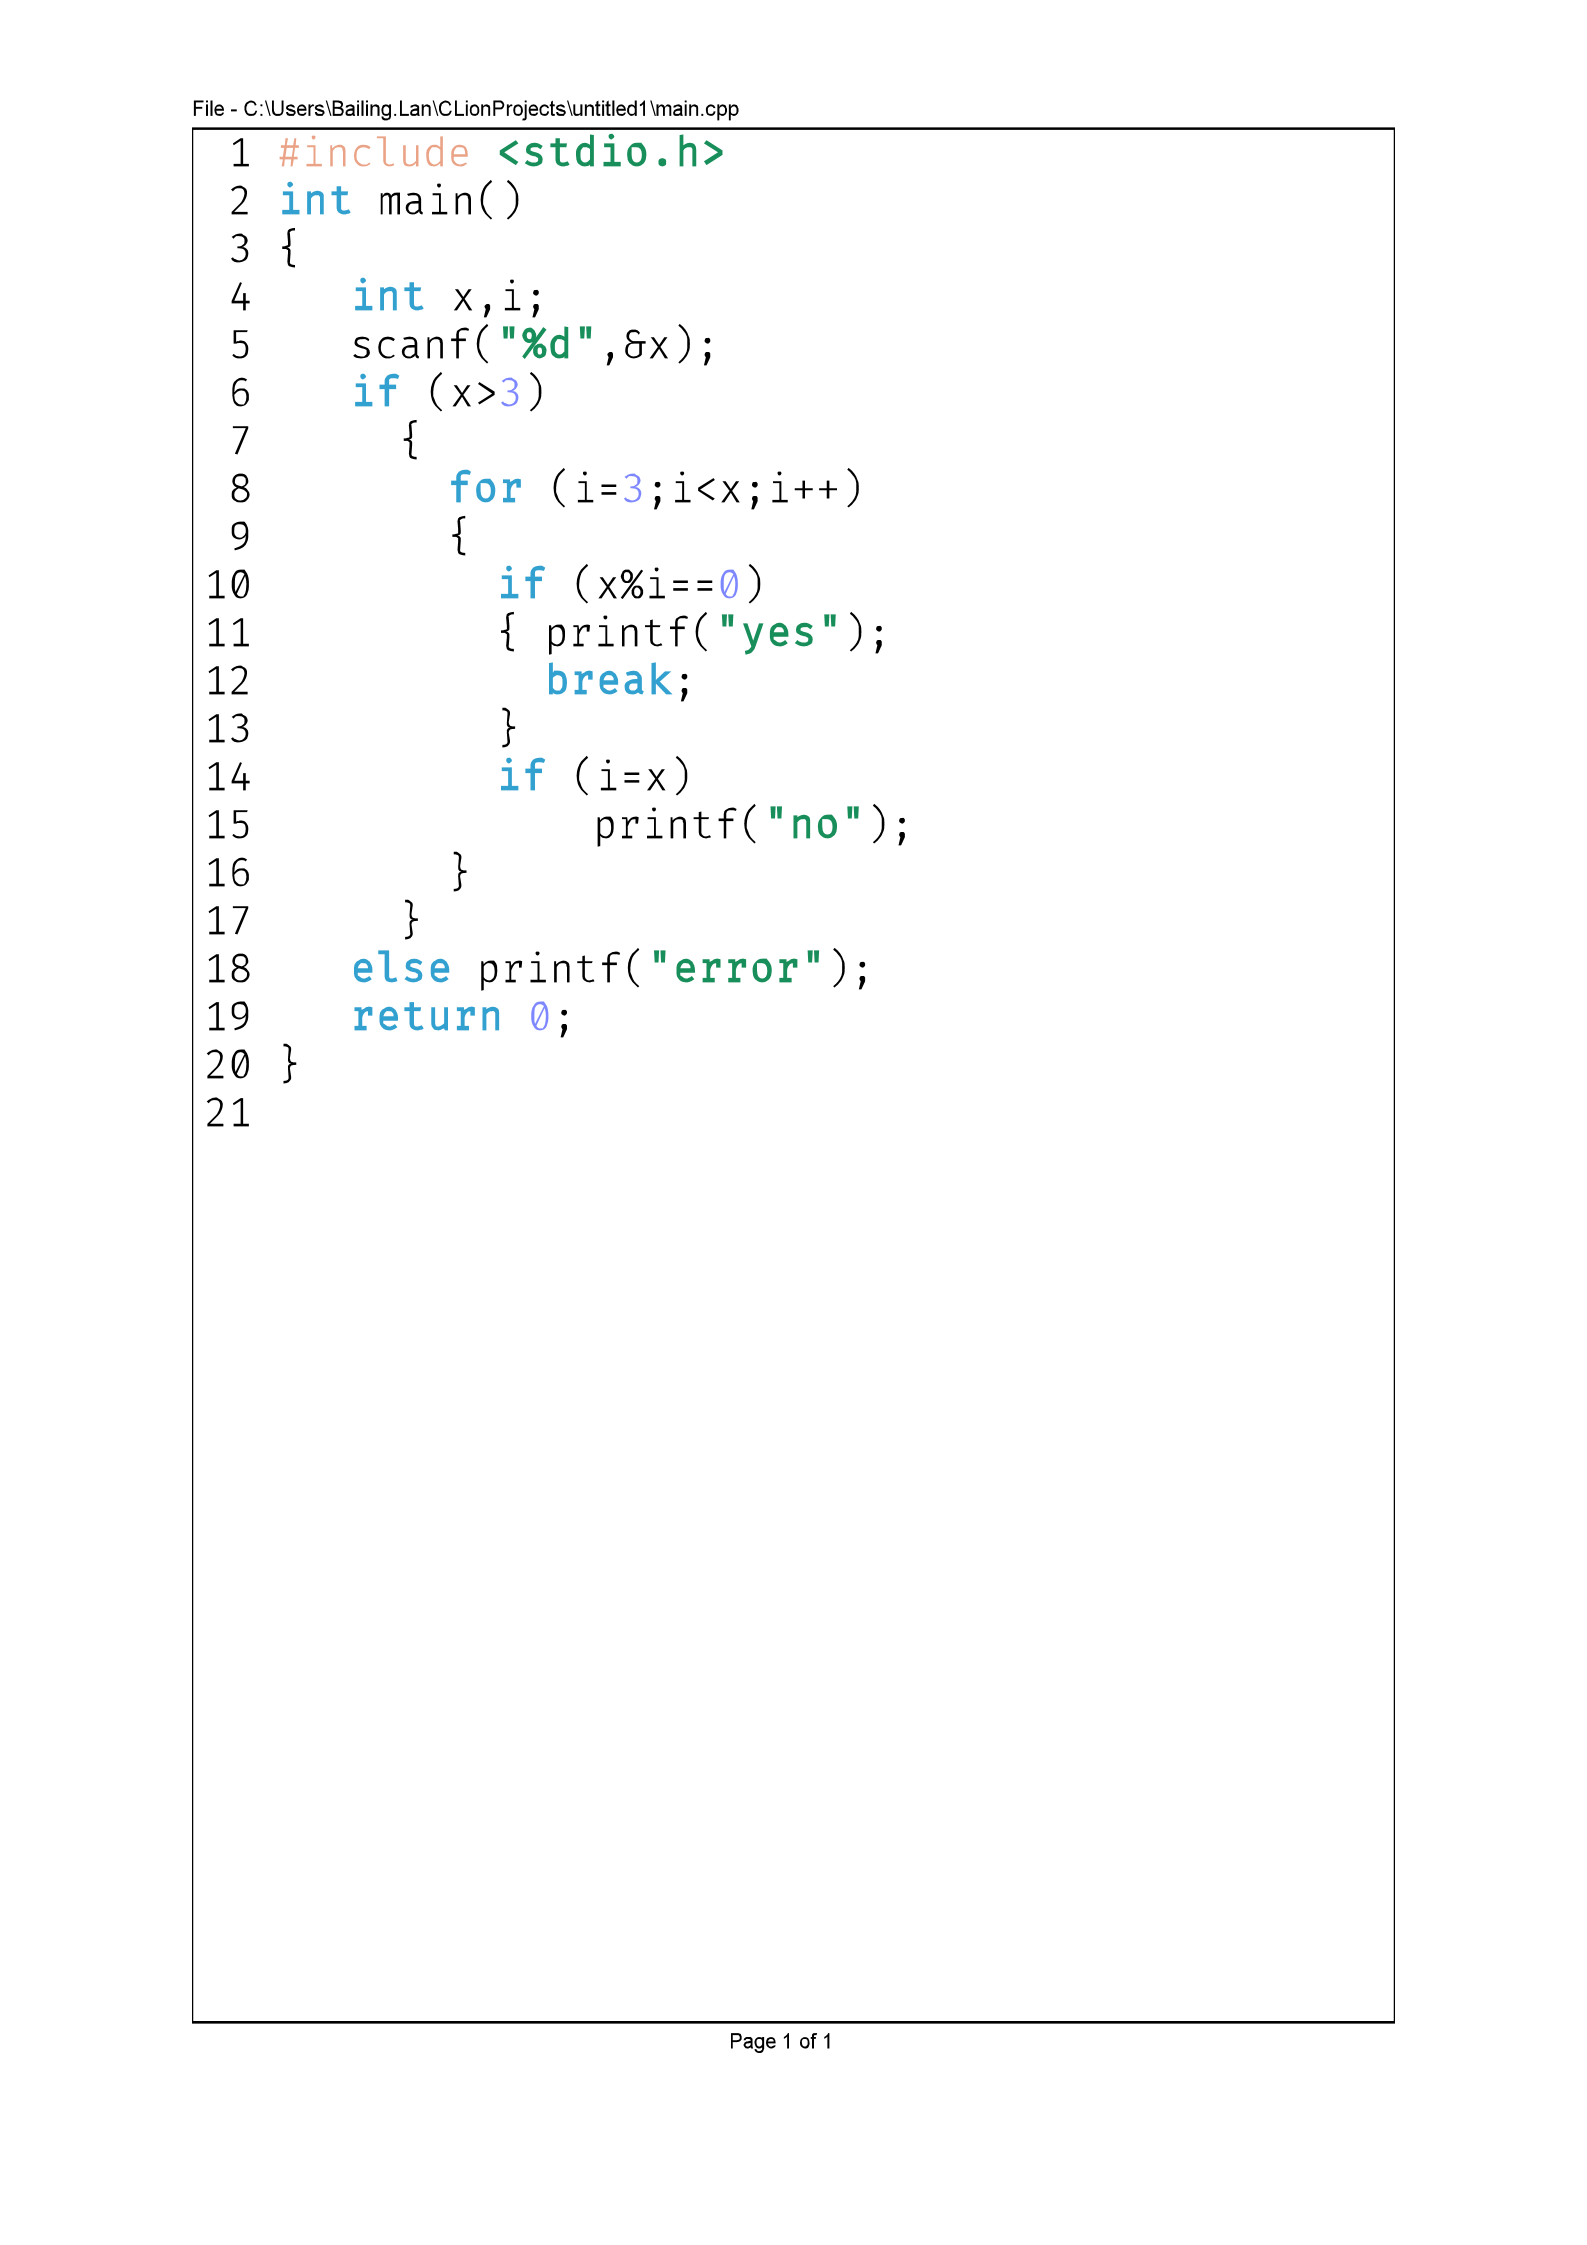 File - C:\Users\Bailing.Lan\CLionProjects\untitled1\main.cpp
1 #include <stdio.h>
2 int main()
3 {
4    int x,i;
5    scanf("%d",&x);
6    if (x>3)
7      {
8        for (i=3;i<x;i++)
9        {
10          if (x%i==0)
11          { printf("yes");
12            break;
13          }
14          if (i=x)
15              printf("no");
16        }
17      }
18    else printf("error");
19    return 0;
20 }
21
Page 1 of 1